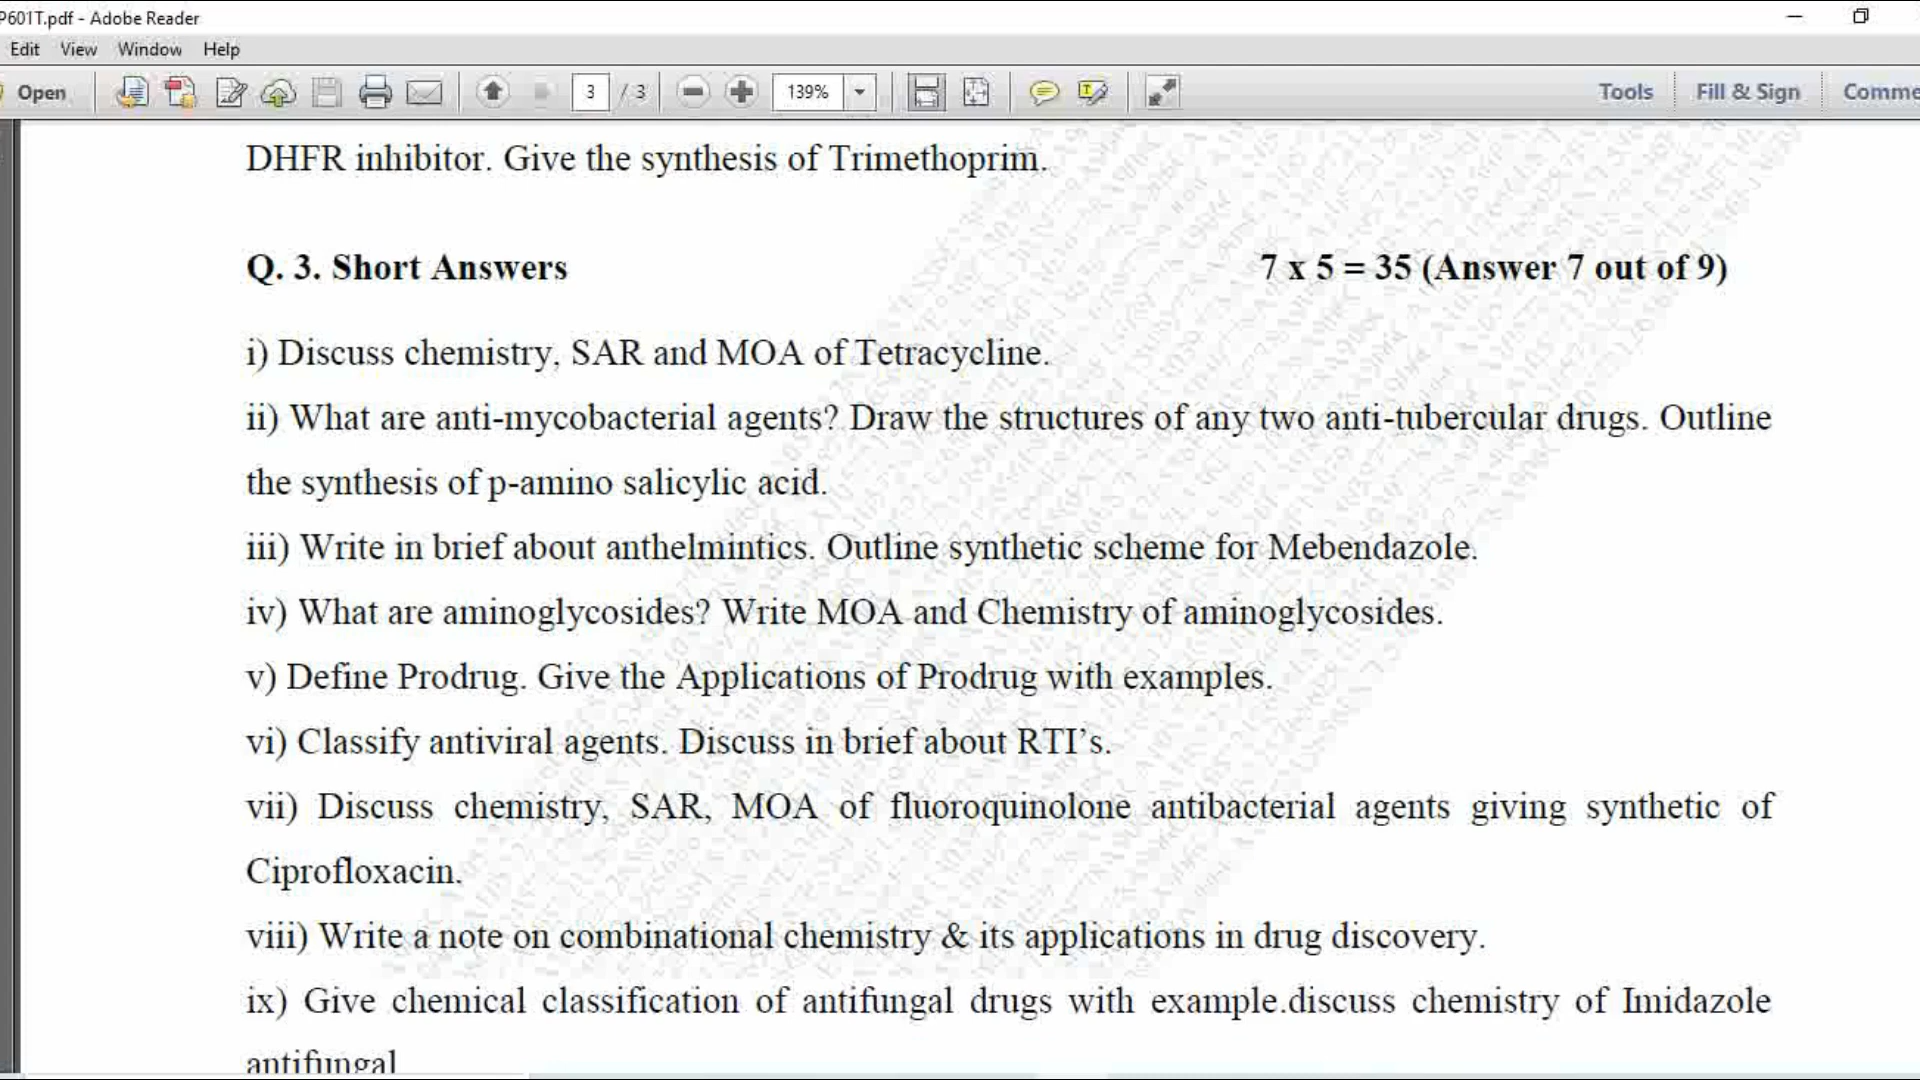 P601T.pdf - Adobe Reader
Edit View Window Help
Open 3 / 3 139% Tools Fill & Sign Comme
DHFR inhibitor. Give the synthesis of Trimethoprim.
Q. 3. Short Answers 7 x 5 = 35 (Answer 7 out of 9)
i) Discuss chemistry, SAR and MOA of Tetracycline.
ii) What are anti-mycobacterial agents? Draw the structures of any two anti-tubercular drugs. Outline
the synthesis of p-amino salicylic acid.
iii) Write in brief about anthelmintics. Outline synthetic scheme for Mebendazole.
iv) What are aminoglycosides? Write MOA and Chemistry of aminoglycosides.
v) Define Prodrug. Give the Applications of Prodrug with examples.
vi) Classify antiviral agents. Discuss in brief about RTI’s.
vii) Discuss chemistry, SAR, MOA of fluoroquinolone antibacterial agents giving synthetic of
Ciprofloxacin.
viii) Write a note on combinational chemistry & its applications in drug discovery.
ix) Give chemical classification of antifungal drugs with example.discuss chemistry of Imidazole
antifungal